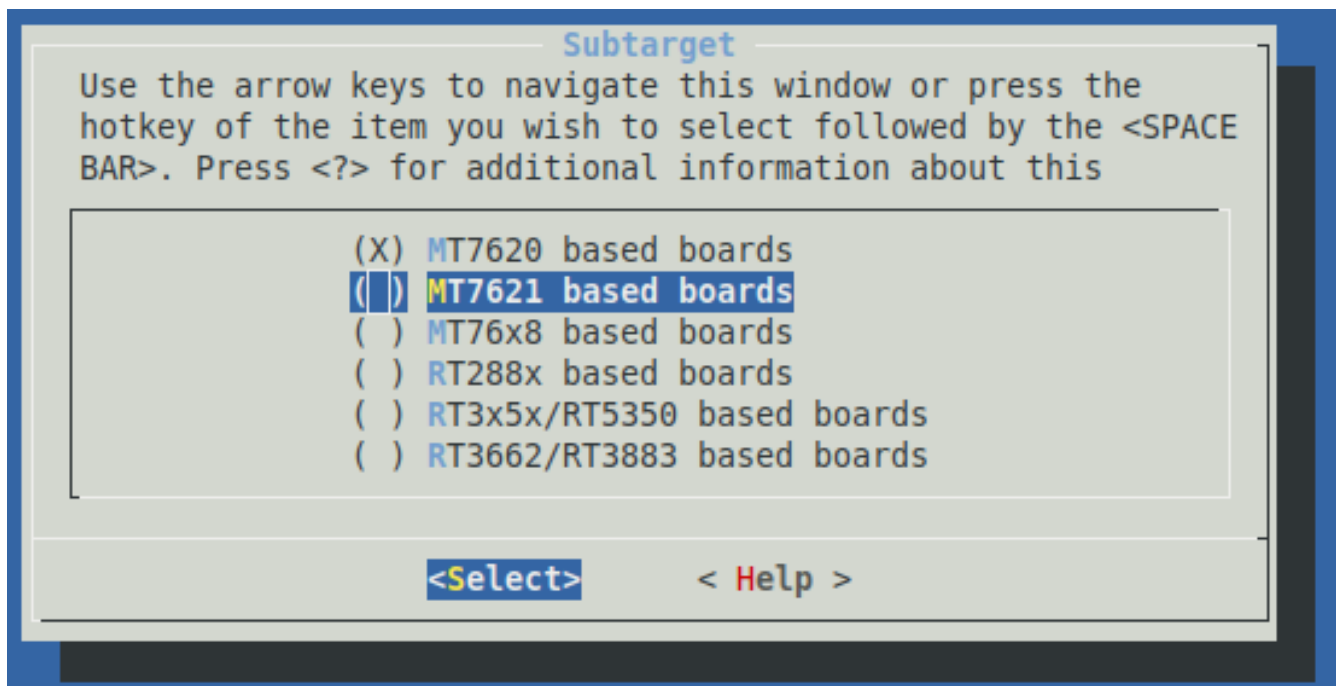 Subtarget
Use the arrow keys to navigate this window or press the
hotkey of the item you wish to select followed by the <SPACE
BAR>. Press <?> for additional information about this
(X) MT7620 based boards
( ) MT7621 based boards
( ) MT76x8 based boards
( ) RT288x based boards
( ) RT3x5x/RT5350 based boards
( ) RT3662/RT3883 based boards
<Select> < Help >